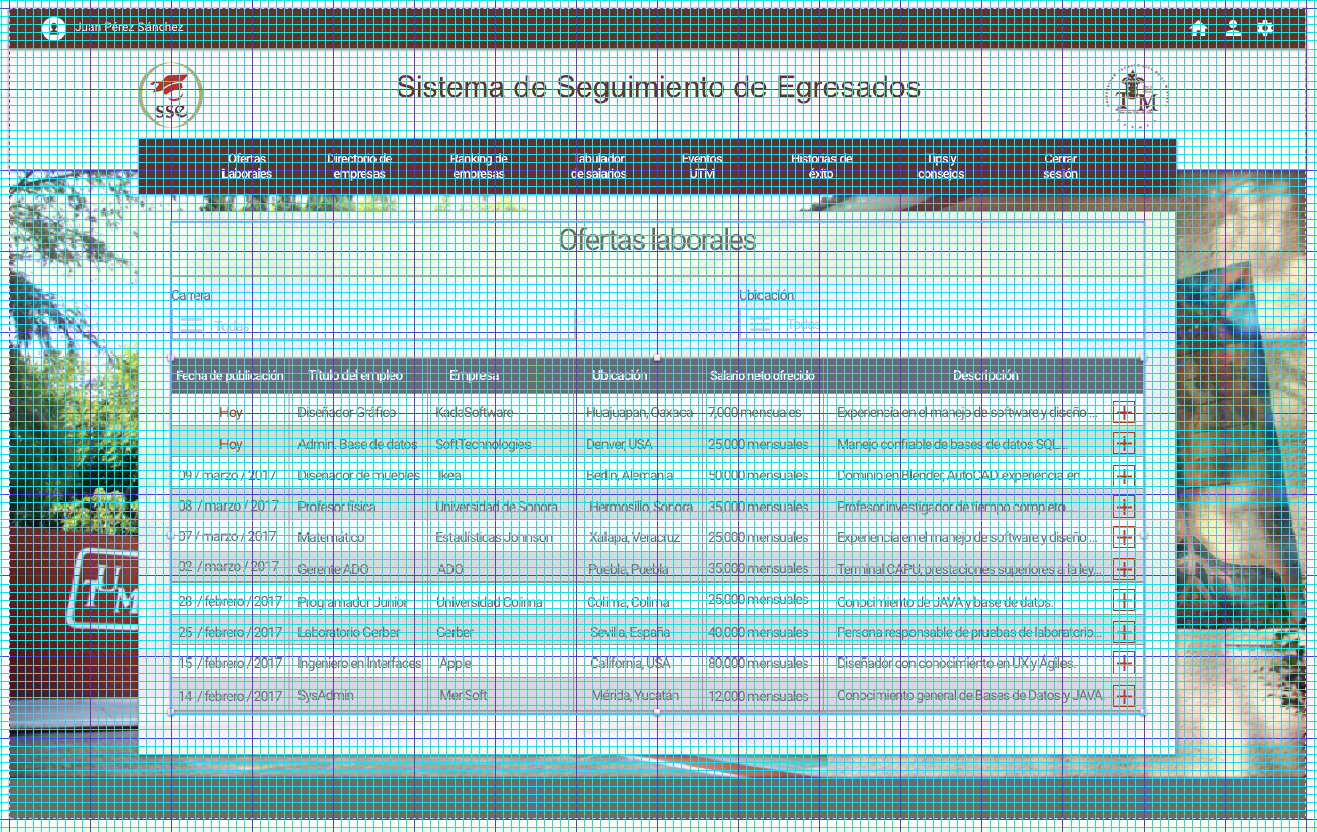 Juan Pérez Sánchez
Sistema de Seguimiento de Egresados
sse
Ofertas Laborales
Directorio de empresas
Ranking de empresas
Tabulador de salarios
Eventos UTM
Historias de éxito
Tips y consejos
Cerrar sesión
Ofertas laborales
Carrera: Ubicación:
Todas Todas
Fecha de publicación Título del empleo Empresa Ubicación Salario neto ofrecido Descripción
Hoy Diseñador Gráfico KadaSoftware Huajuapan, Oaxaca 7,000 mensuales Experiencia en el manejo de software y diseño ...
Hoy Admin. Base de datos SoftTechnologies Denver, USA 25,000 mensuales Manejo confiable de bases de datos SQL...
09 / marzo / 2017 Diseñador de muebles Ikea Berlín, Alemania 50,000 mensuales Dominio en Blender, AutoCAD, experiencia en ...
08 / marzo / 2017 Profesor física Universidad de Sonora Hermosillo, Sonora 35,000 mensuales Profesor investigador de tiempo completo
07 / marzo / 2017 Matemático Estadísticas Johnson Xalapa, Veracruz 25,000 mensuales Experiencia en el manejo de software y diseño ...
02 / marzo / 2017 Gerente ADO ADO Puebla, Puebla 35,000 mensuales Terminal CAPU, prestaciones superiores a la ley...
28 / febrero / 2017 Programador Junior Universidad Colima Colima, Colima 25,000 mensuales Conocimiento de JAVA y base de datos.
25 / febrero / 2017 Laboratorio Gerber Gerber Sevilla, España 40,000 mensuales Persona responsable de pruebas de laboratorio...
15 / febrero / 2017 Ingeniero en Interfaces Apple California, USA 80,000 mensuales Diseñador con conocimiento en UX y Ágiles.
14 / febrero / 2017 SysAdmin MerSoft Mérida, Yucatán 12,000 mensuales Conocimiento general de Bases de Datos y JAVA